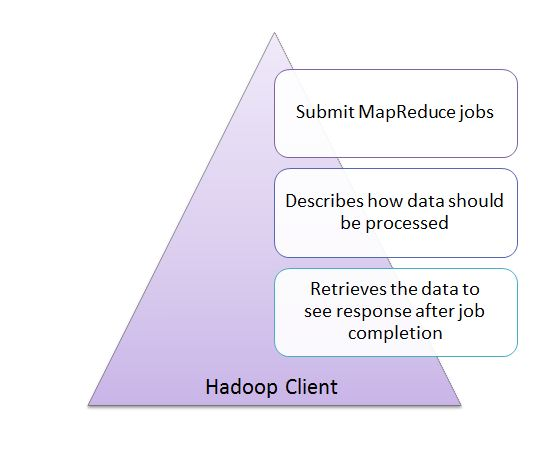 Submit MapReduce jobs
Describes how data should
be processed
Retrieves the data to
see response after job
completion
Hadoop Client